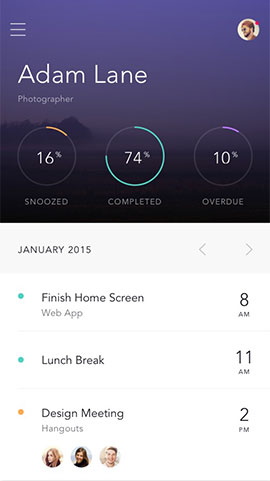 Adam Lane
Photographer
16% 74% 10%
SNOOZED COMPLETED OVERDUE
JANUARY 2015
Finish Home Screen 8
Web App AM
Lunch Break 11
AM
Design Meeting 2
Hangouts PM